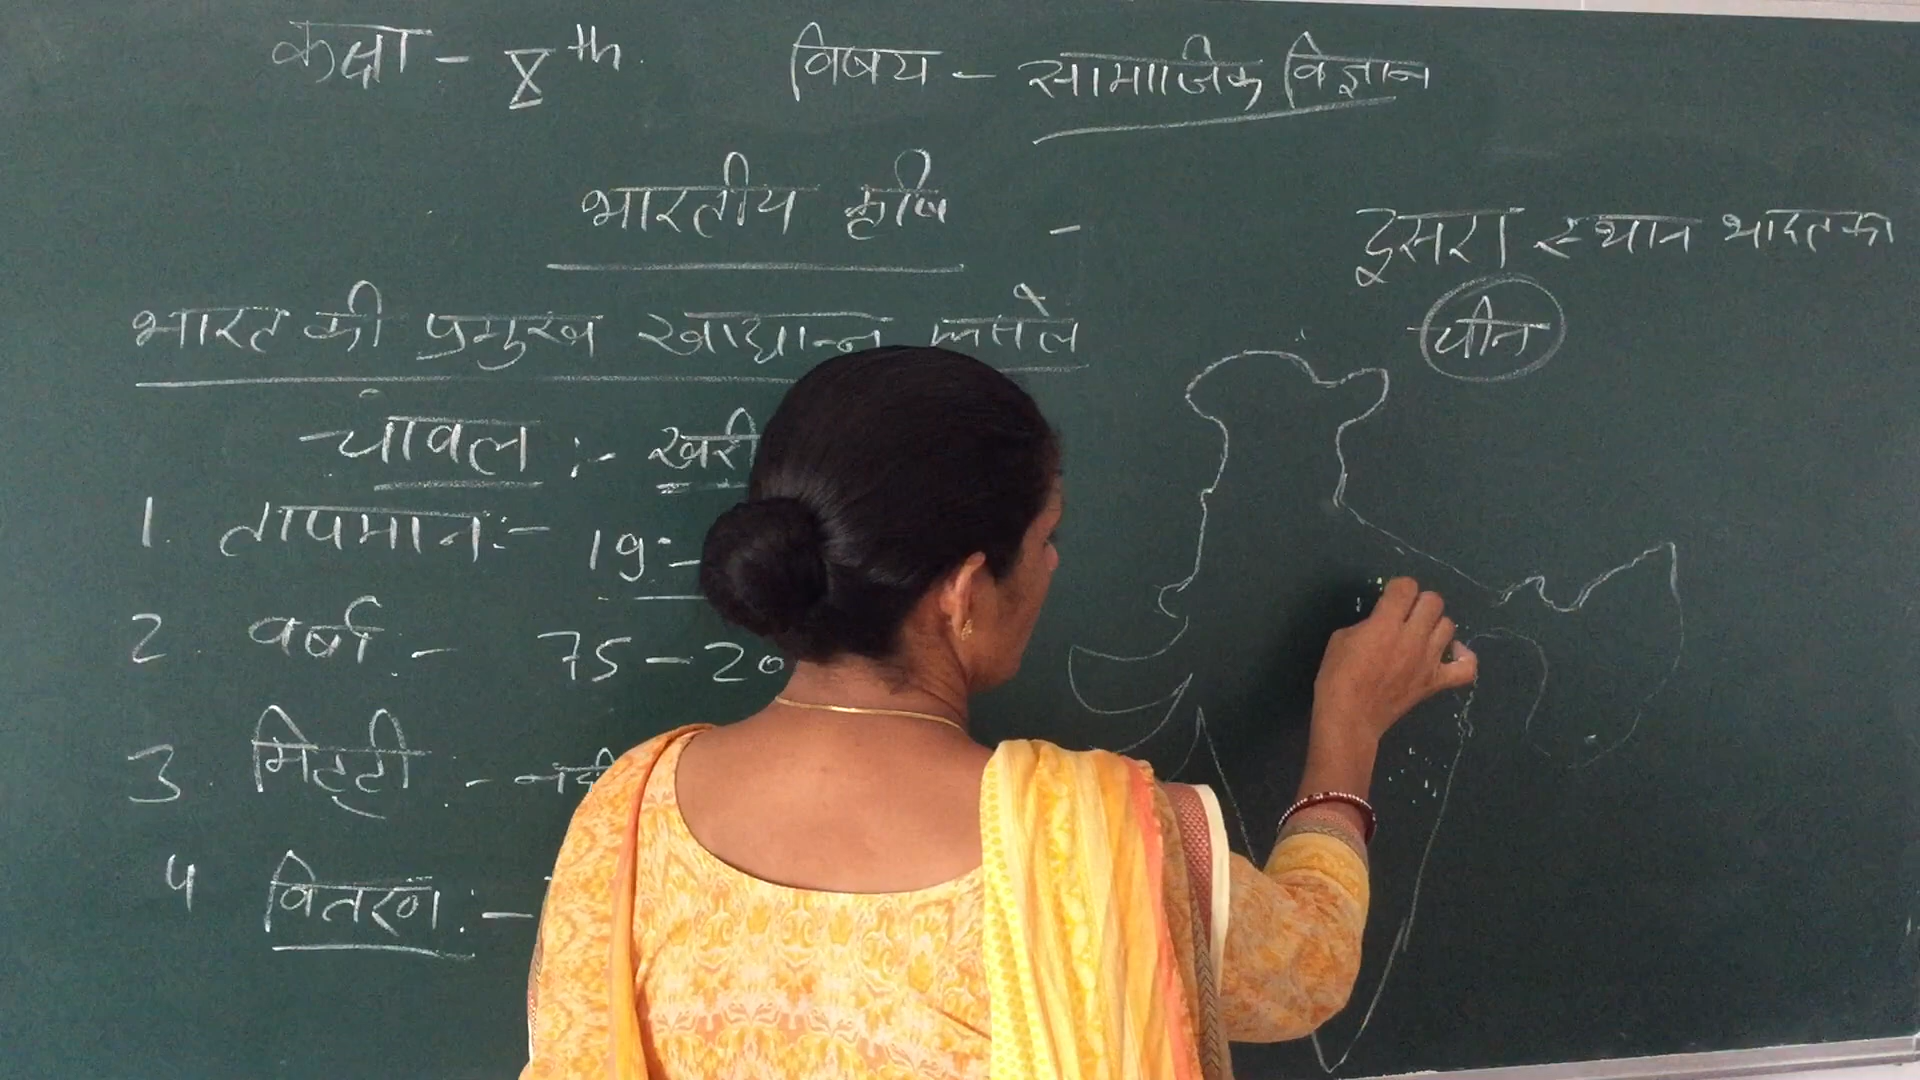 कक्षा - 8th. विषय - सामाजिक विज्ञान
भारतीय कृषि -
दूसरा स्थान भारत का
चीन
भारत की प्रमुख खाद्यान्न फसले
चावल :- खरी
1. तापमान :- 19:-
2. वर्षा :- 75-20
3. मिट्टी :- नदी
4 वितरण :-